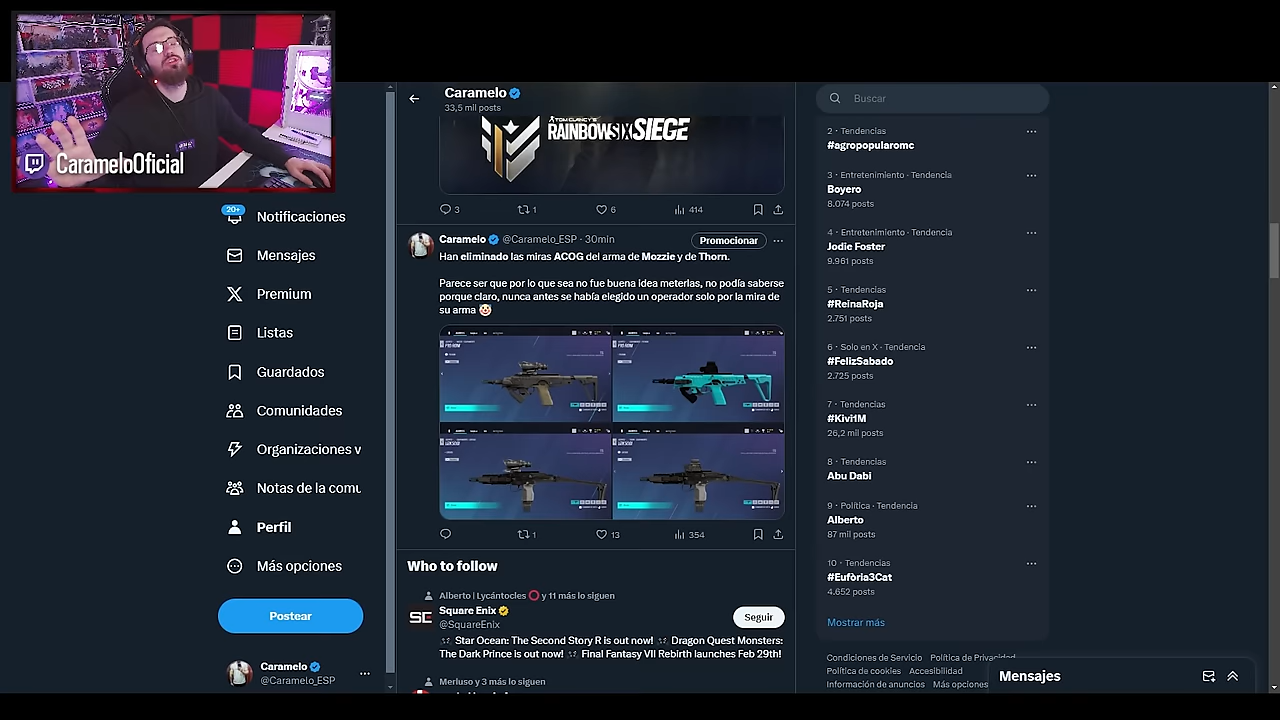 CarameloOficial
20+
Notificaciones
Mensajes
Premium
Listas
Guardados
Comunidades
Organizaciones v
Notas de la comu
Perfil
Más opciones
Postear
Caramelo
@Caramelo_ESP
Caramelo
33,5 mil posts
TOM CLANCY'S
RAINBOWSIX SIEGE
3 1 6 414
Caramelo @Caramelo_ESP · 30min
Promocionar
Han eliminado las miras ACOG del arma de Mozzie y de Thorn.
Parece ser que por lo que sea no fue buena idea meterlas, no podía saberse
porque claro, nunca antes se había elegido un operador solo por la mira de
su arma 🤡
1 13 354
Who to follow
Alberto | Lycántocles ⭕ y 11 más lo siguen
Square Enix
@SquareEnix
Seguir
Star Ocean: The Second Story R is out now! Dragon Quest Monsters:
The Dark Prince is out now! Final Fantasy VII Rebirth launches Feb 29th!
Merluso y 3 más lo siguen
Buscar
2 · Tendencias
#agropopularomc
3 · Entretenimiento · Tendencia
Boyero
8.074 posts
4 · Entretenimiento · Tendencia
Jodie Foster
9.961 posts
5 · Tendencias
#ReinaRoja
2.751 posts
6 · Solo en X · Tendencia
#FelizSabado
2.725 posts
7 · Tendencias
#Kivi1M
26,2 mil posts
8 · Tendencias
Abu Dabi
9 · Política · Tendencia
Alberto
87 mil posts
10 · Tendencias
#Eufòria3Cat
4.652 posts
Mostrar más
Condiciones de Servicio Política de Privacidad
Política de cookies Accesibilidad
Información de anuncios Más opciones
Mensajes